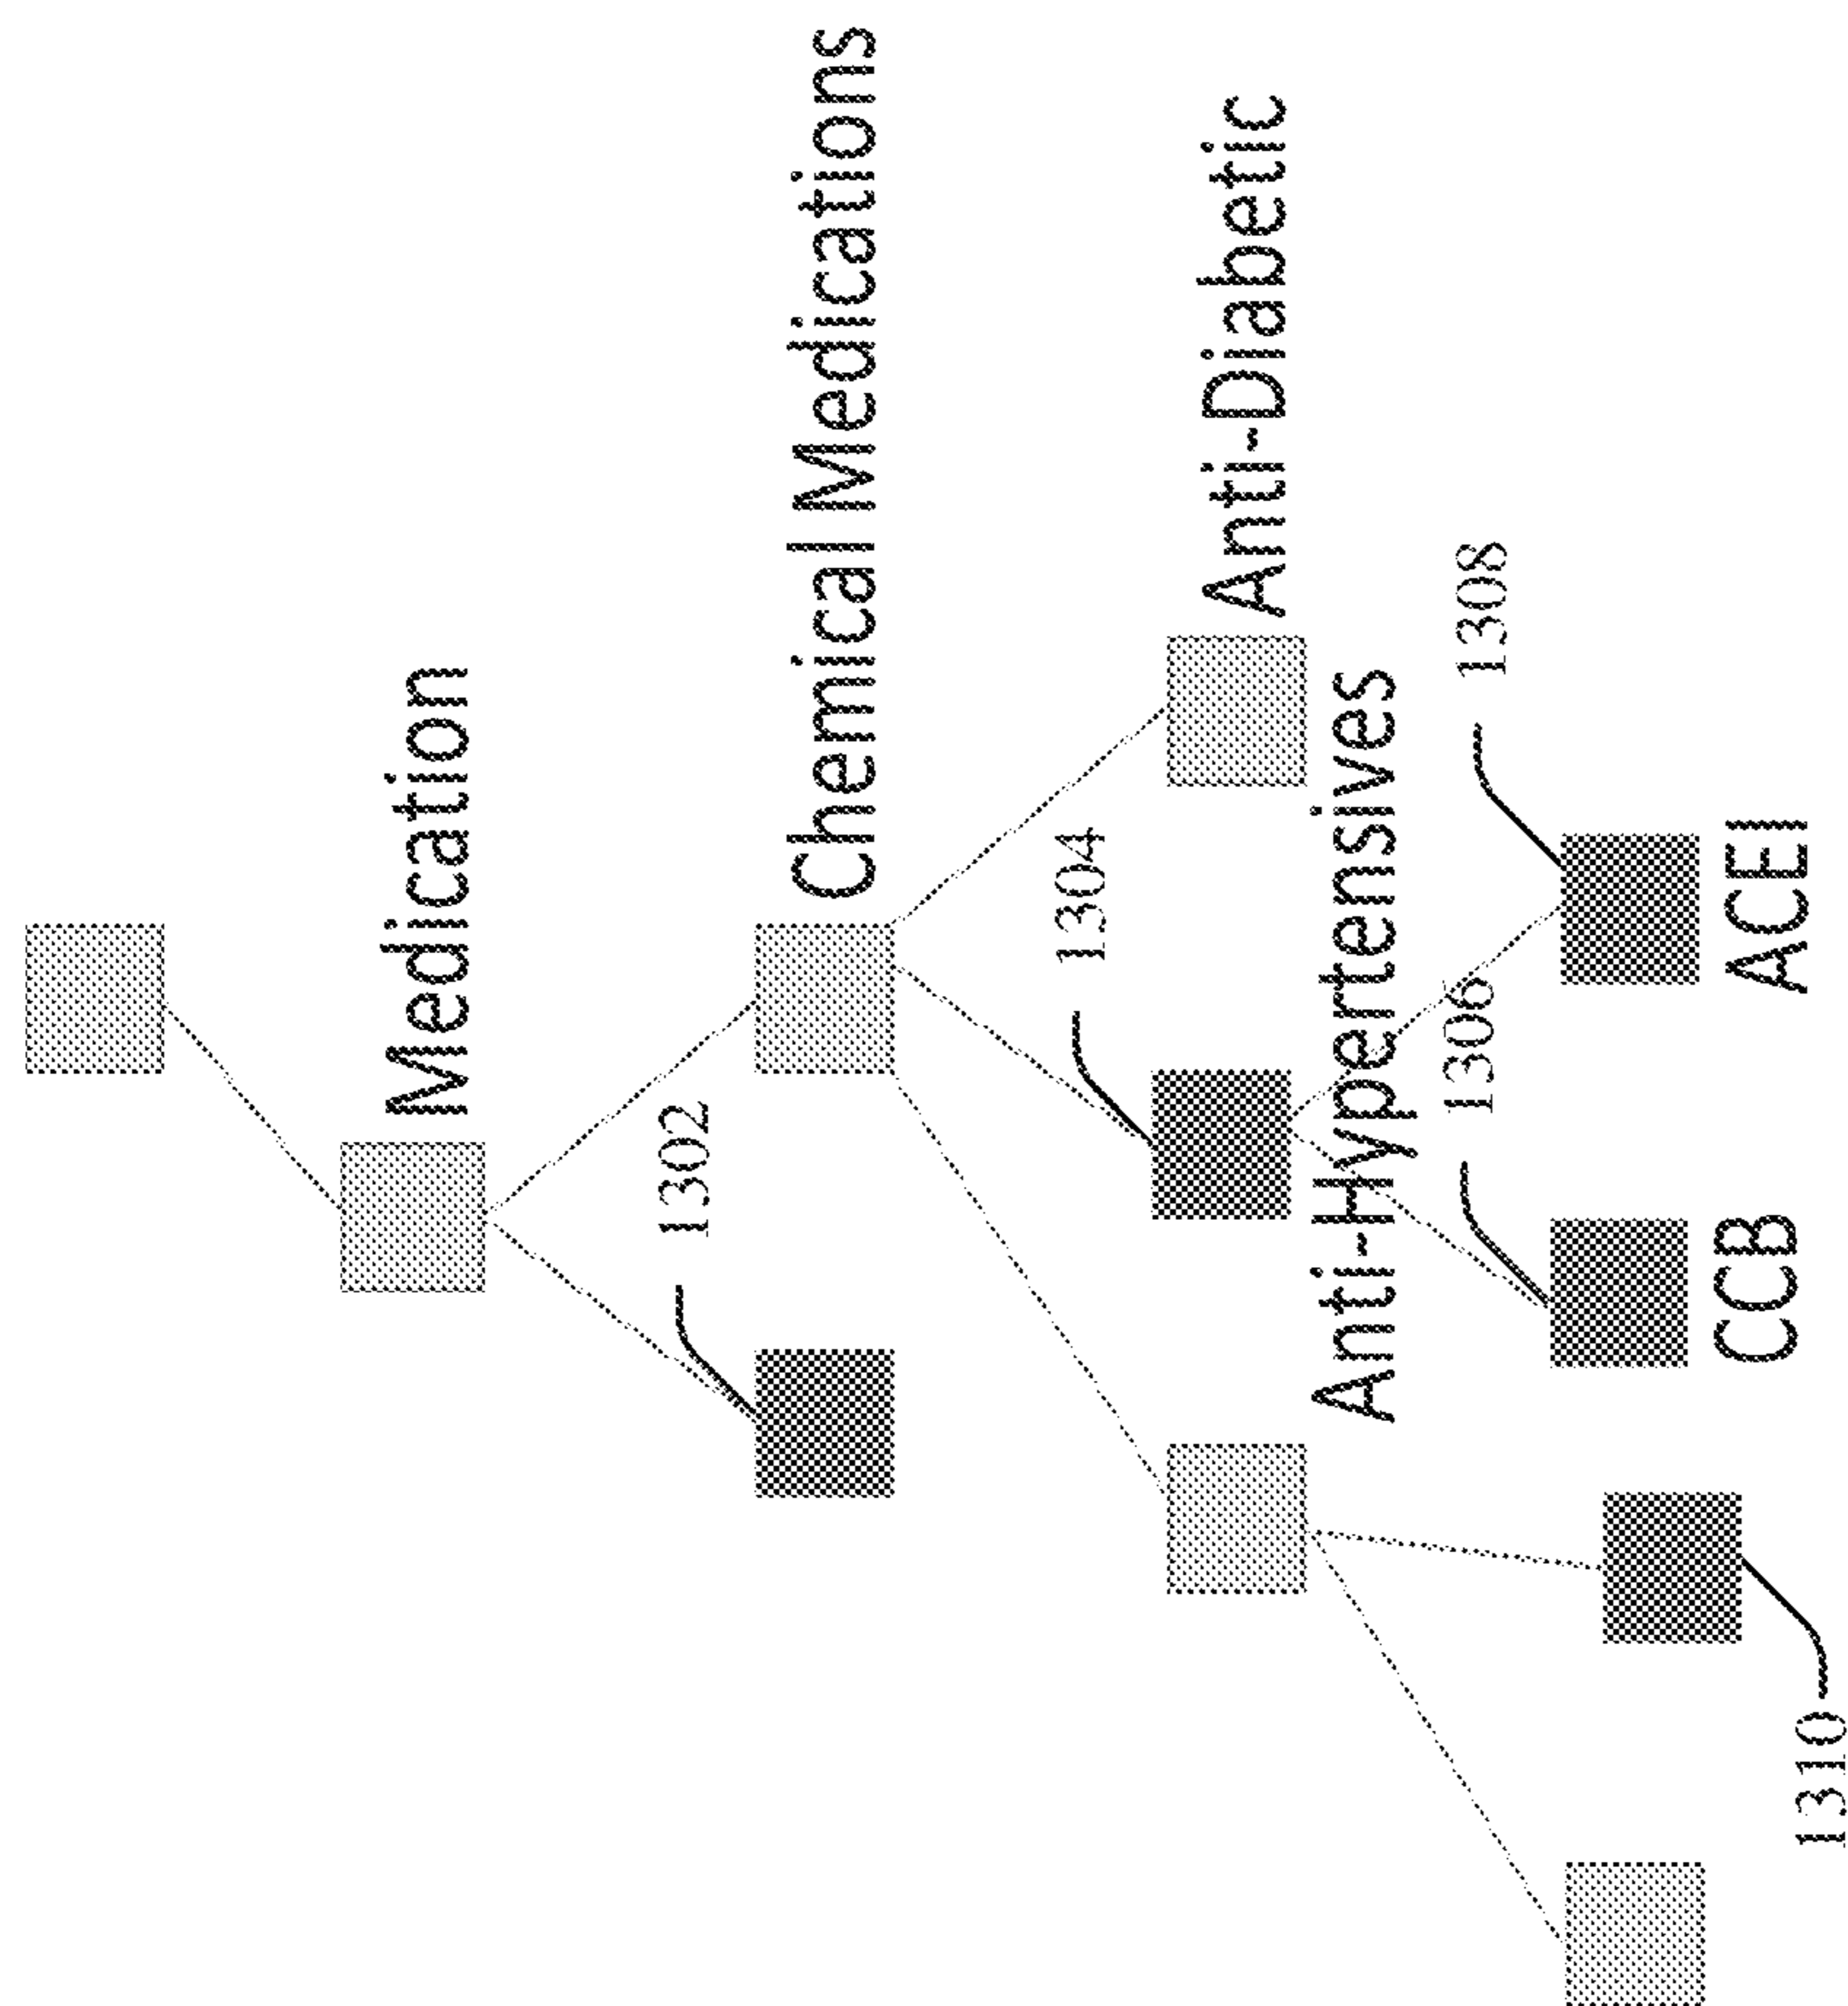 Medication
1302
Chemical Medications
1304
Anti-Diabetic
Anti-Hypertensives
1306
1308
CCB
ACEI
1310